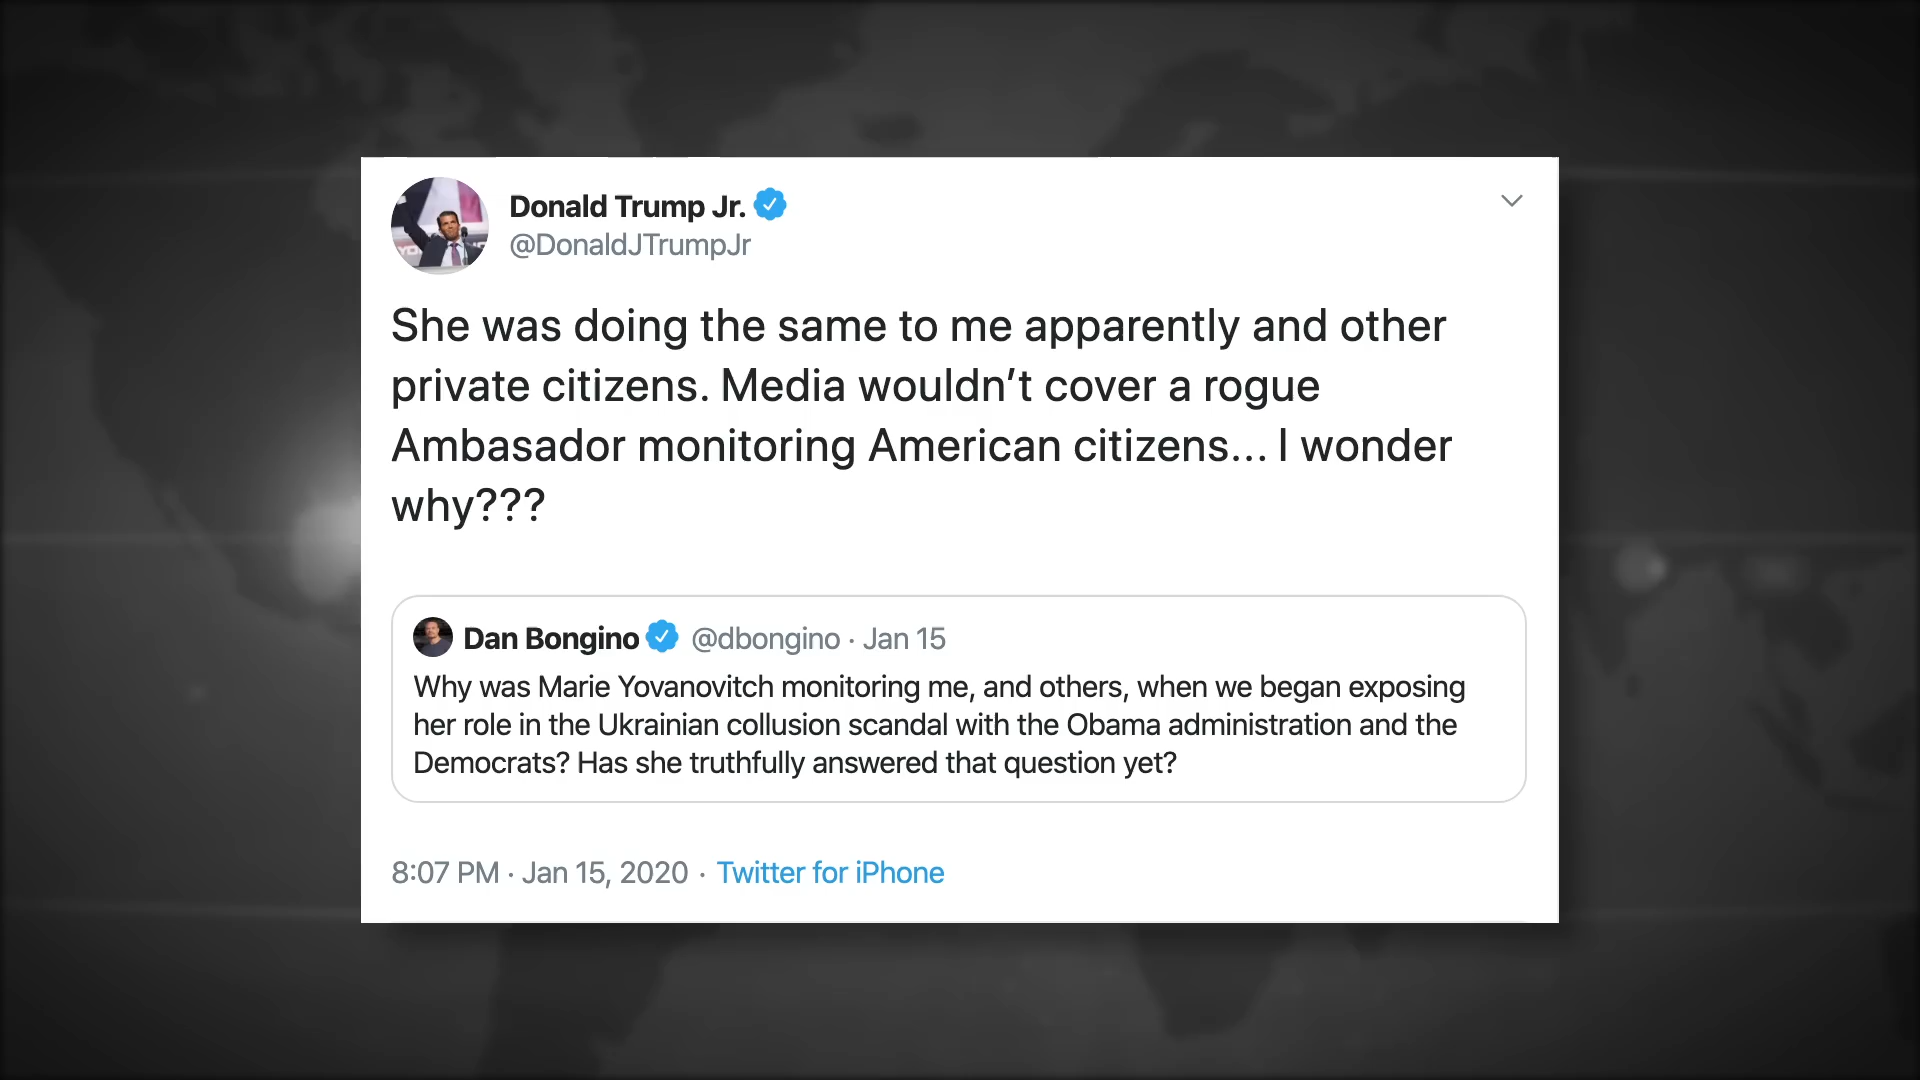 Donald Trump Jr.
@DonaldJTrumpJr
She was doing the same to me apparently and other
private citizens. Media wouldn’t cover a rogue
Ambasador monitoring American citizens... I wonder
why???
Dan Bongino @dbongino · Jan 15
Why was Marie Yovanovitch monitoring me, and others, when we began exposing
her role in the Ukrainian collusion scandal with the Obama administration and the
Democrats? Has she truthfully answered that question yet?
8:07 PM · Jan 15, 2020 · Twitter for iPhone